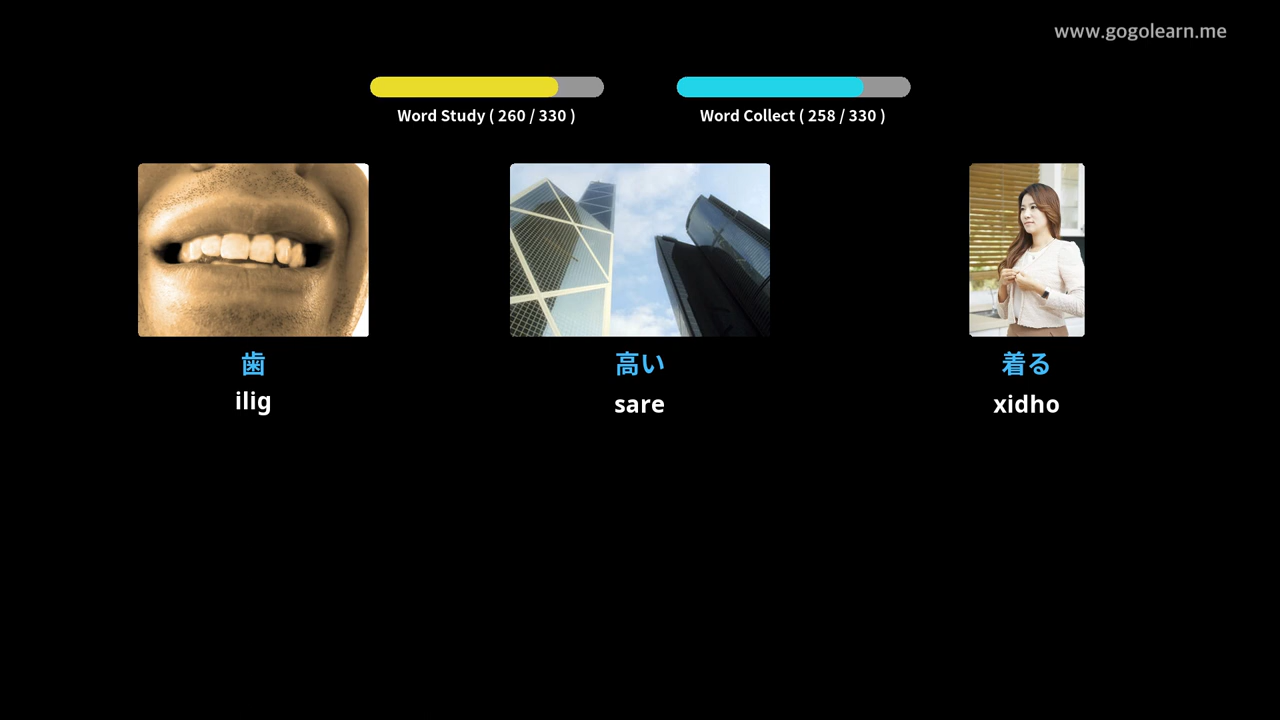 www.gogolearn.me
Word Study ( 260 / 330 )
Word Collect ( 258 / 330 )
歯
ilig
高い
sare
着る
xidho